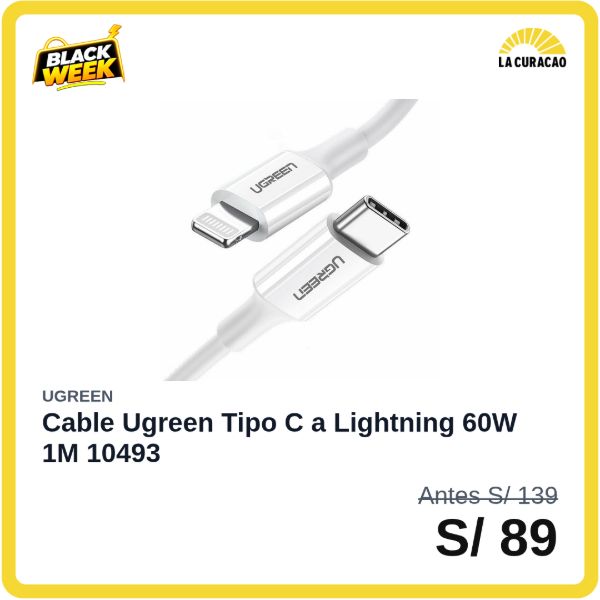 BLACK
WEEK
LA CURACAO
UGREEN
UGREEN
UGREEN
Cable Ugreen Tipo C a Lightning 60W
1M 10493
Antes S/ 139
S/ 89